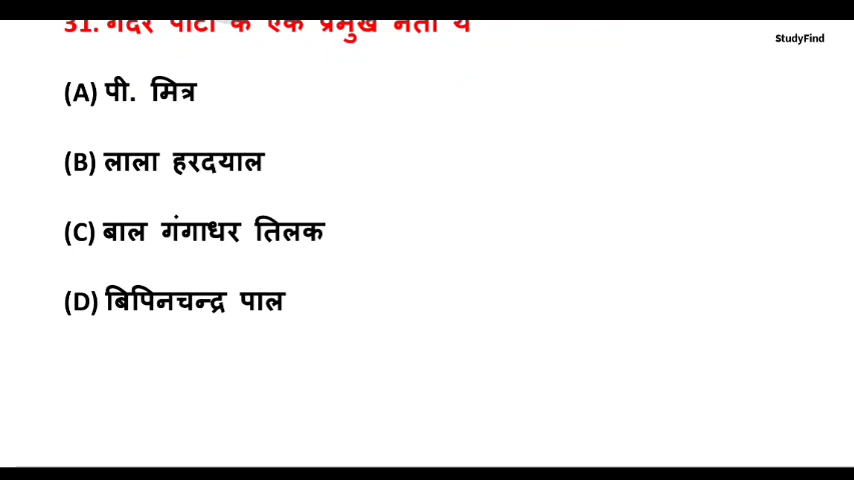 31. गदर पार्टी के एक प्रमुख नेता थे
StudyFind
(A) पी. मित्र
(B) लाला हरदयाल
(C) बाल गंगाधर तिलक
(D) बिपिनचन्द्र पाल